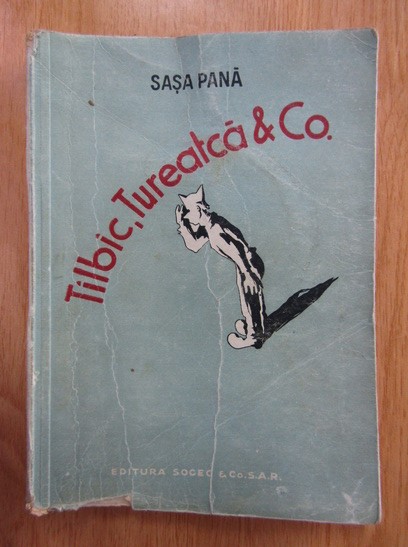 SAȘA PANĂ
Tilbic, Tureatcă & Co.
EDITURA SOCEC & Co. S.A.R.